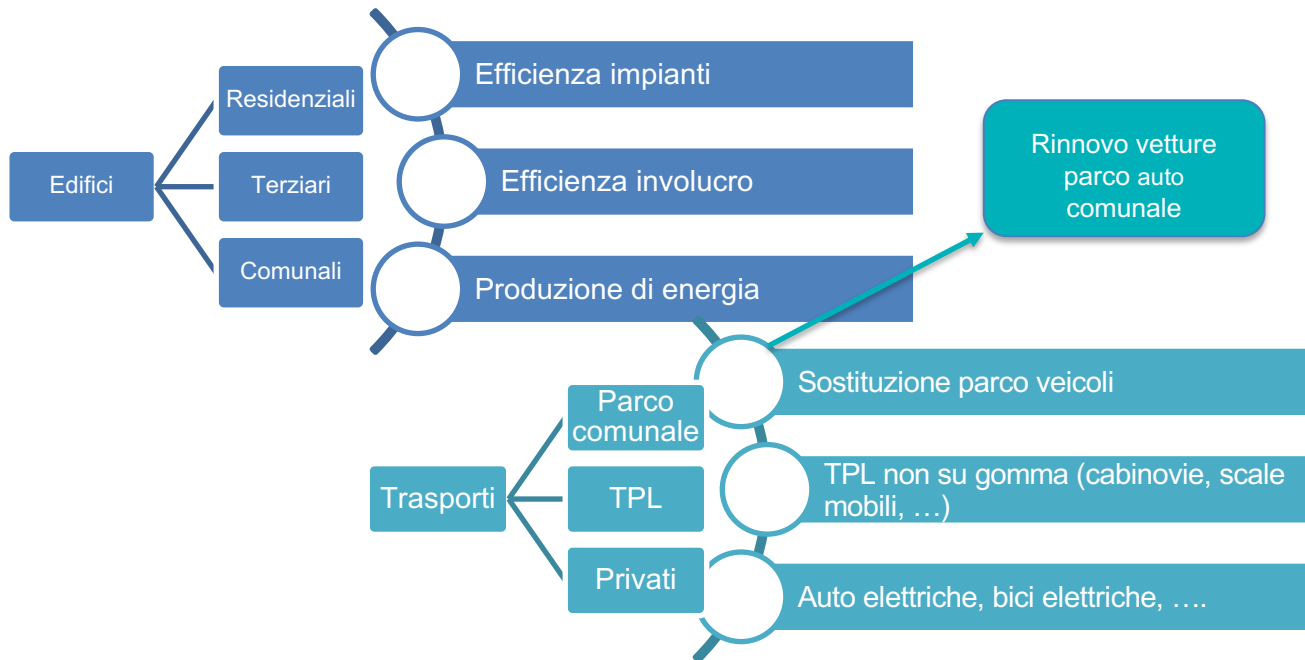 Edifici
Residenziali
Terziari
Comunali
Efficienza impianti
Efficienza involucro
Produzione di energia
Rinnovo vetture
parco auto
comunale
Trasporti
Parco
comunale
TPL
Privati
Sostituzione parco veicoli
TPL non su gomma (cabinovie, scale
mobili, …)
Auto elettriche, bici elettriche, ….